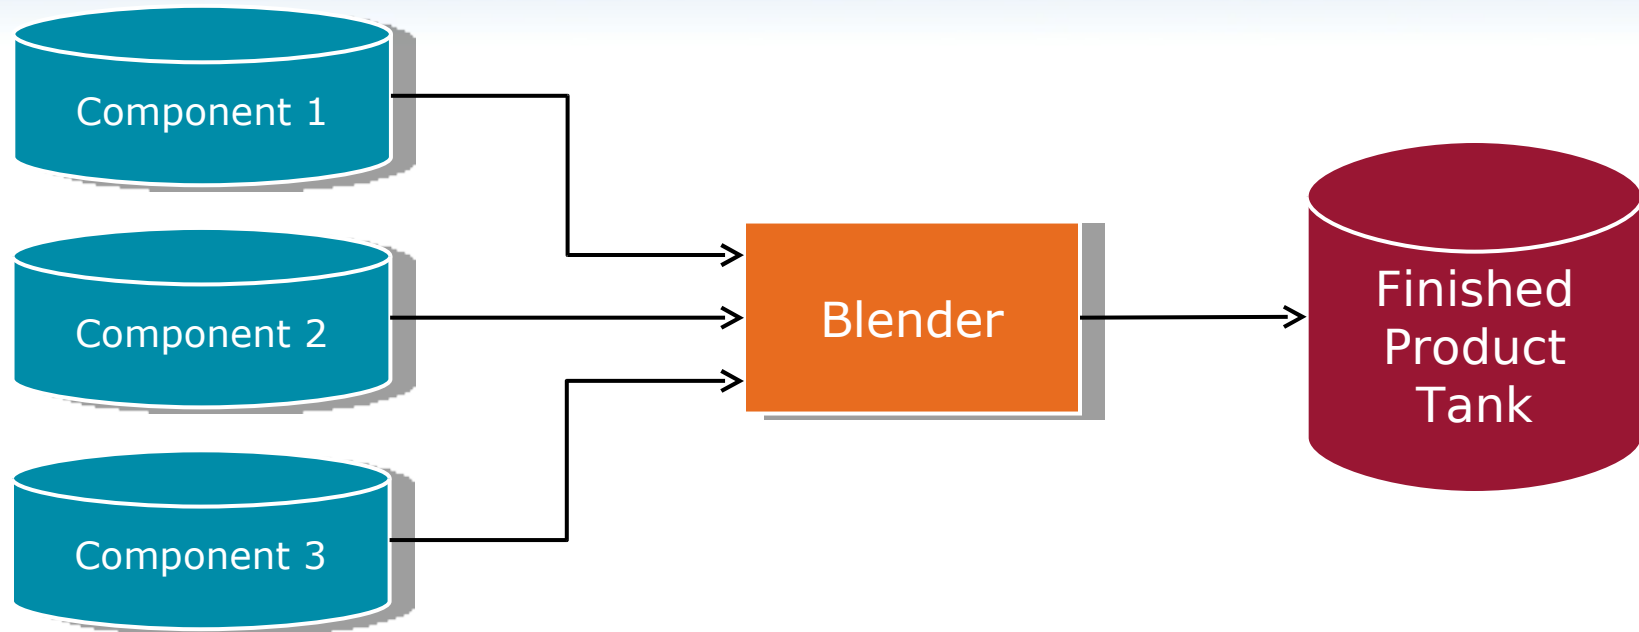 Component 1
Component 2
Component 3
Blender
Finished
Product
Tank